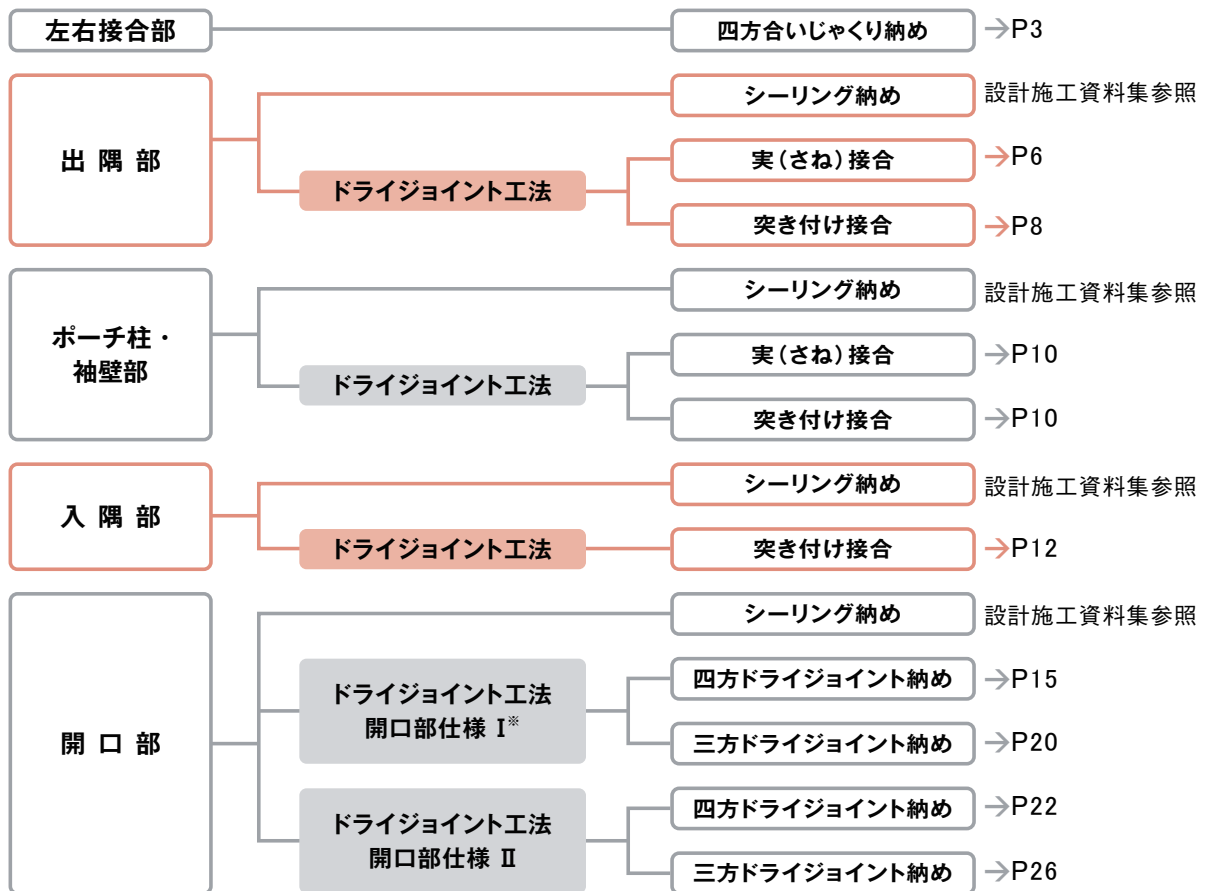 左右接合部
四方合いじゃくり納め
→P3
出隅部
シーリング納め
設計施工資料集参照
ドライジョイント工法
実(さね)接合
→P6
突き付け接合
→P8
ポーチ柱・
袖壁部
シーリング納め
設計施工資料集参照
ドライジョイント工法
実(さね)接合
→P10
突き付け接合
→P10
入隅部
シーリング納め
設計施工資料集参照
ドライジョイント工法
突き付け接合
→P12
開口部
シーリング納め
設計施工資料集参照
ドライジョイント工法
開口部仕様 Ⅰ※
四方ドライジョイント納め
→P15
三方ドライジョイント納め
→P20
ドライジョイント工法
開口部仕様 Ⅱ
四方ドライジョイント納め
→P22
三方ドライジョイント納め
→P26